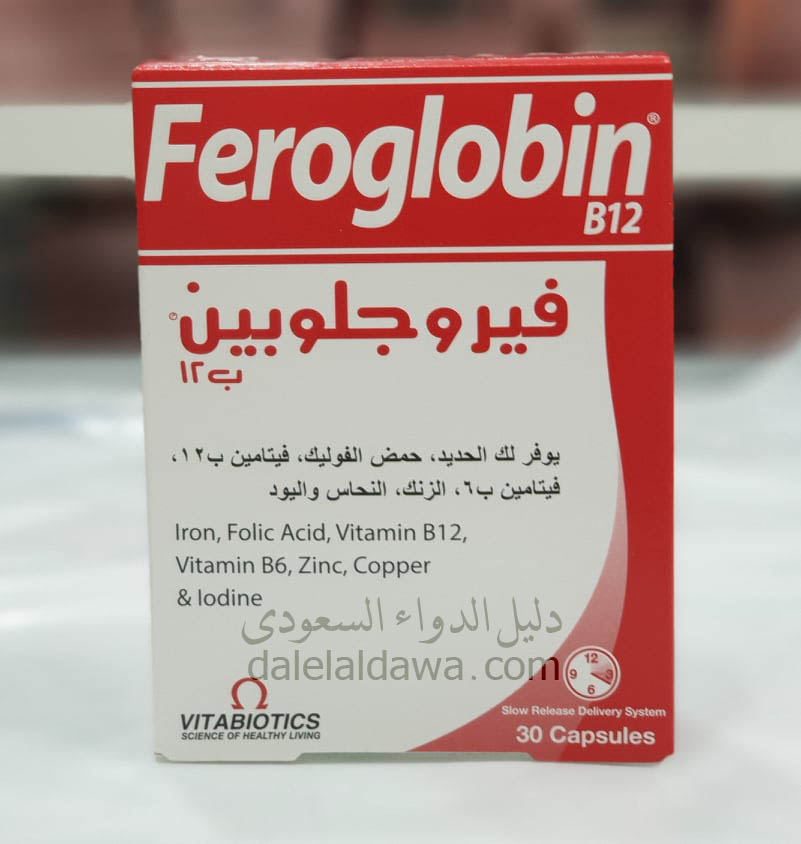 Feroglobin®
B12
فيروجلوبين®
ب١٢
يوفر لك الحديد، حمض الفوليك، فيتامين ب١٢،
فيتامين ب٦، الزنك، النحاس واليود
Iron, Folic Acid, Vitamin B12,
Vitamin B6, Zinc, Copper
& Iodine
دليل الدواء السعودى
dalelaldawa.com
12
9 3
6
Slow Release Delivery System
30 Capsules
VITABIOTICS
SCIENCE OF HEALTHY LIVING